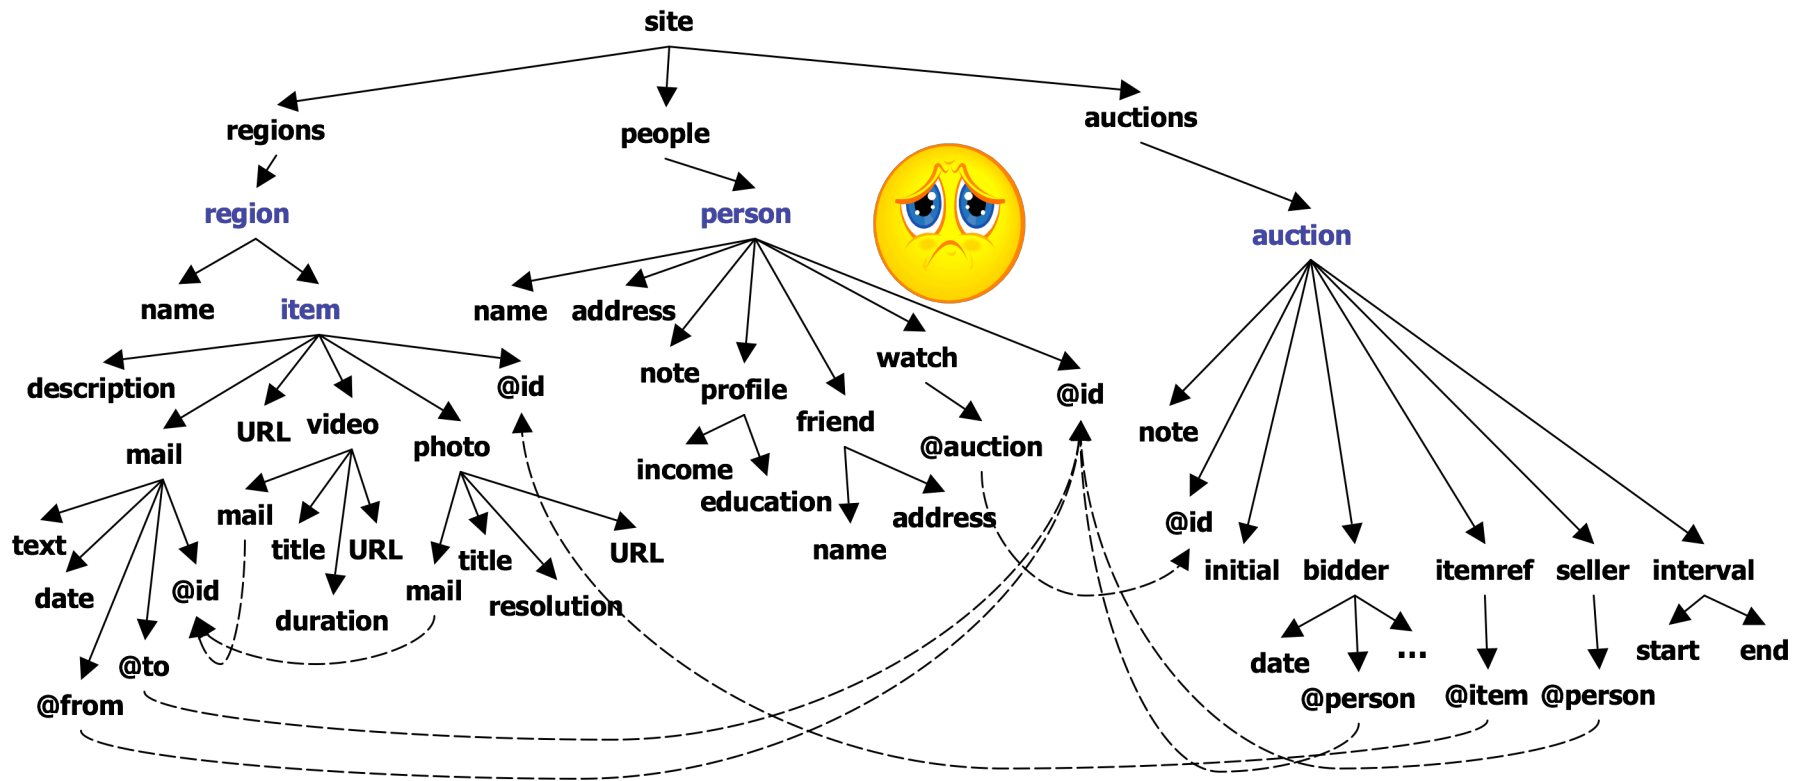 site
regions
people
auctions
region
person
auction
name
item
name
address
note
profile
friend
watch
@id
note
description
mail
URL
video
photo
@id
income
education
name
address
@auction
@id
initial
bidder
itemref
seller
interval
text
date
@from
@to
@id
mail
title
duration
URL
mail
title
resolution
URL
date
@person
...
@item
@person
start
end